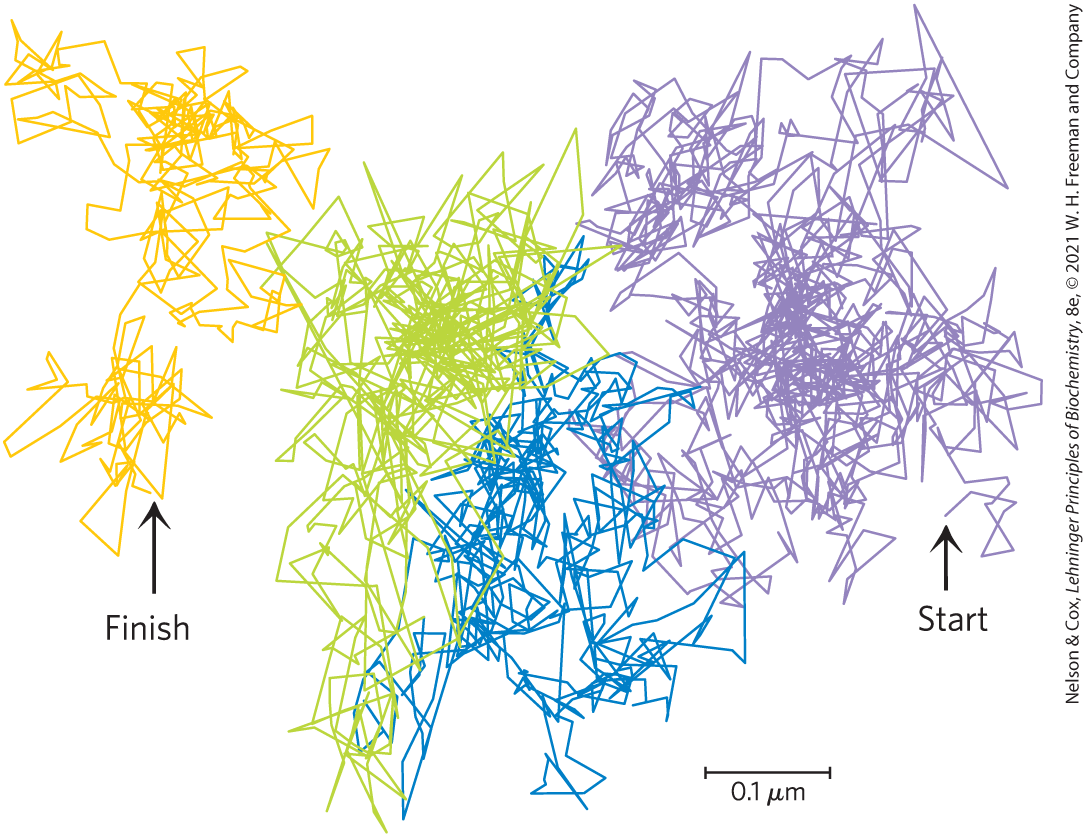 Finish
Start
0.1 μm
Nelson & Cox, Lehninger Principles of Biochemistry, 8e, © 2021 W. H. Freeman and Company